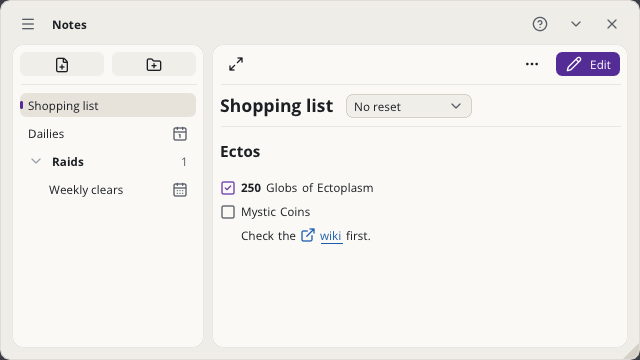 Notes
Edit
Shopping list
Dailies
Raids 1
Weekly clears
Shopping list No reset
Ectos
250 Globs of Ectoplasm
Mystic Coins
Check the wiki first.